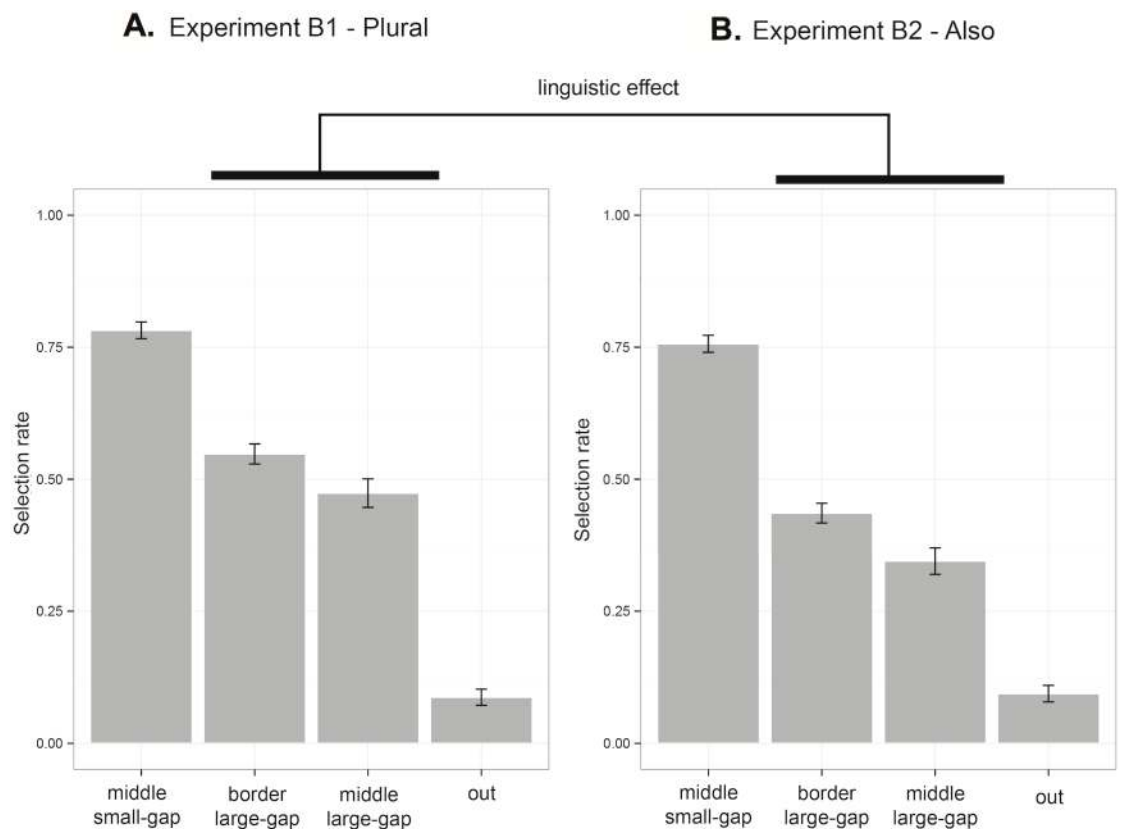 A. Experiment B1 - Plural
B. Experiment B2 - Also
linguistic effect
Selection rate
1.00
0.75
0.50
0.25
0.00
middle
small-gap
border
large-gap
middle
large-gap
out
Selection rate
1.00
0.75
0.50
0.25
0.00
middle
small-gap
border
large-gap
middle
large-gap
out